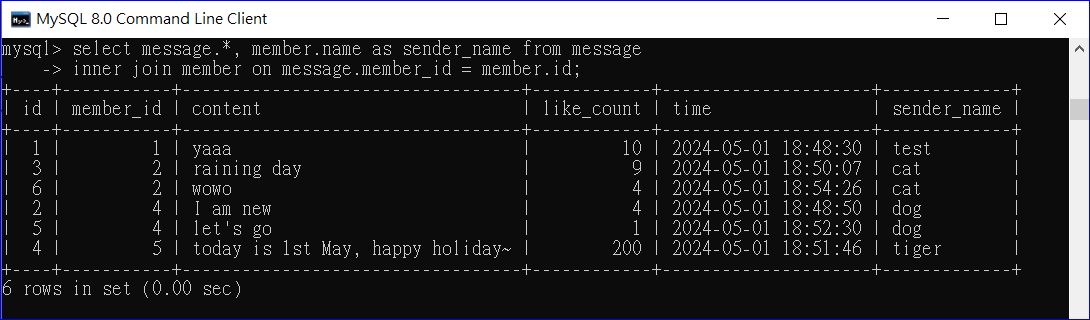 MySQL 8.0 Command Line Client
mysql> select message.*, member.name as sender_name from message
    -> inner join member on message.member_id = member.id;
+----+-----------+----------------------------------+------------+---------------------+-------------+
| id | member_id | content                          | like_count | time                | sender_name |
+----+-----------+----------------------------------+------------+---------------------+-------------+
|  1 |         1 | yaaa                             |         10 | 2024-05-01 18:48:30 | test        |
|  3 |         2 | raining day                      |          9 | 2024-05-01 18:50:07 | cat         |
|  6 |         2 | wowo                             |          4 | 2024-05-01 18:54:26 | cat         |
|  2 |         4 | I am new                         |          4 | 2024-05-01 18:48:50 | dog         |
|  5 |         4 | let's go                         |          1 | 2024-05-01 18:52:30 | dog         |
|  4 |         5 | today is 1st May, happy holiday~ |        200 | 2024-05-01 18:51:46 | tiger       |
+----+-----------+----------------------------------+------------+---------------------+-------------+
6 rows in set (0.00 sec)